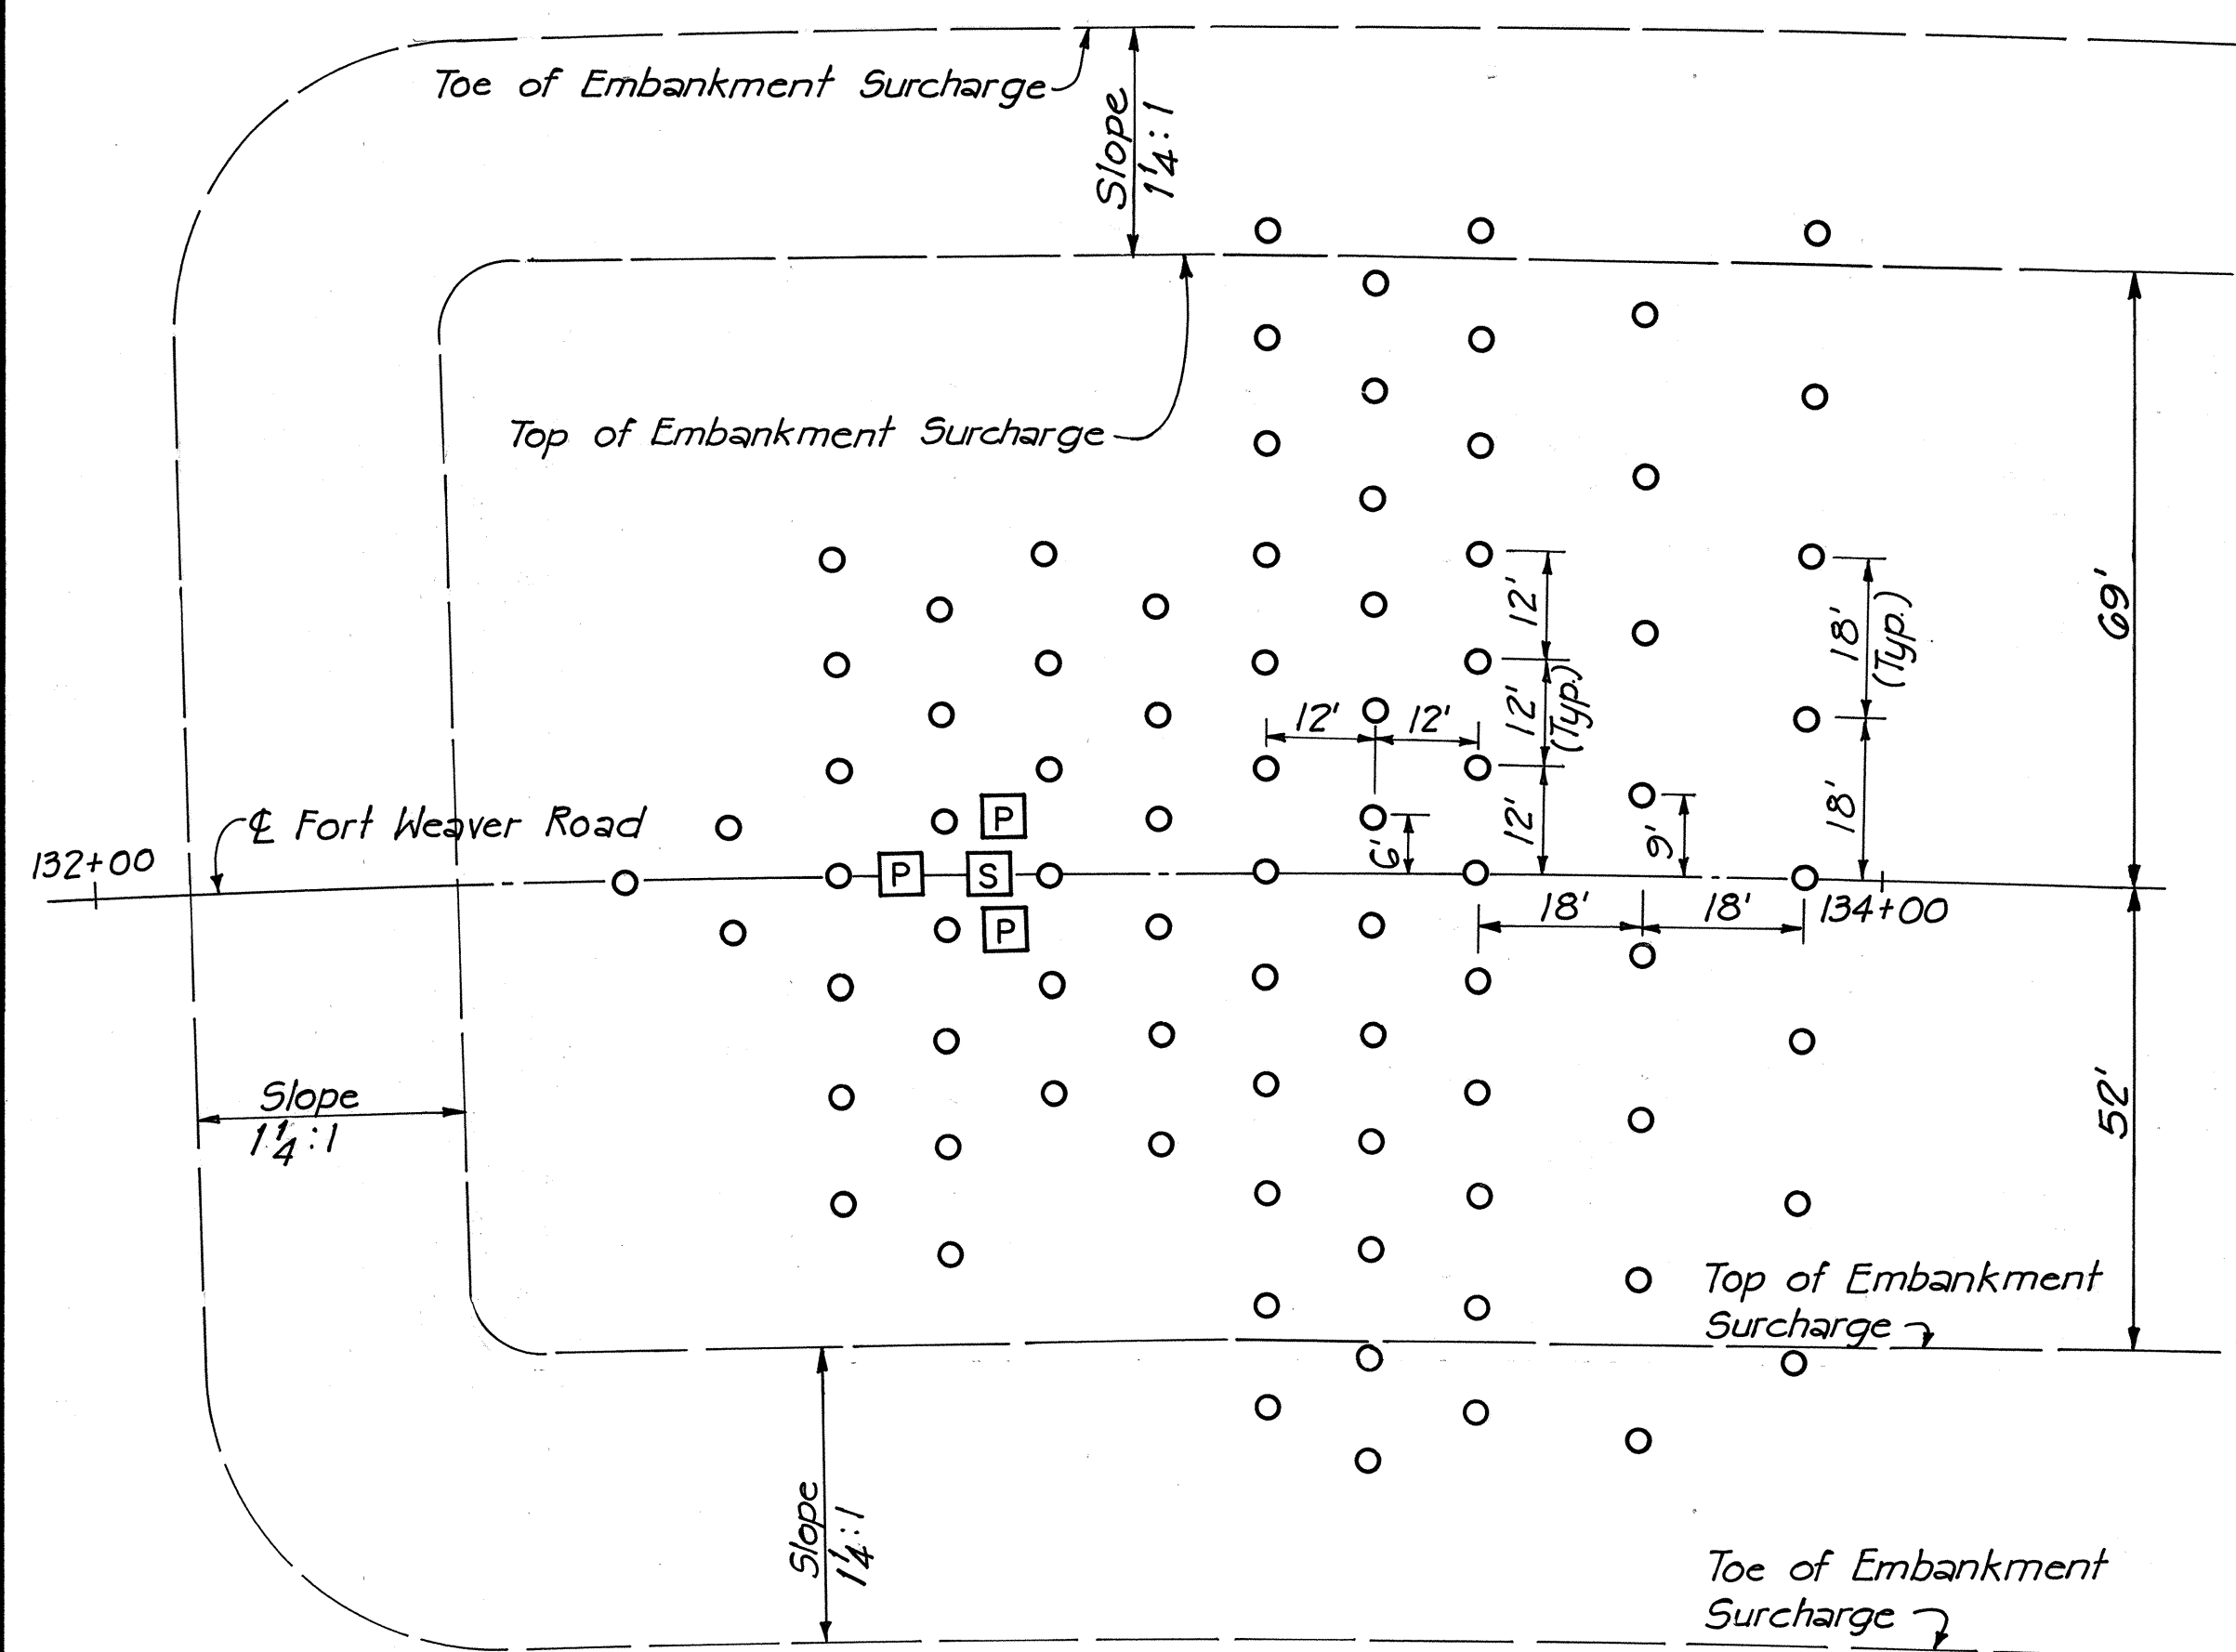 Toe of Embankment Surcharge
Slope
1¼:1
Top of Embankment Surcharge
12'
12'
(Typ.)
12'
12'
12'
18'
(Typ.)
18'
69'
℄ Fort Weaver Road
P
6'
9'
132+00
P
S
P
18'
18'
134+00
52'
Slope
1¼:1
Top of Embankment
Surcharge
Slope
1¼:1
Toe of Embankment
Surcharge